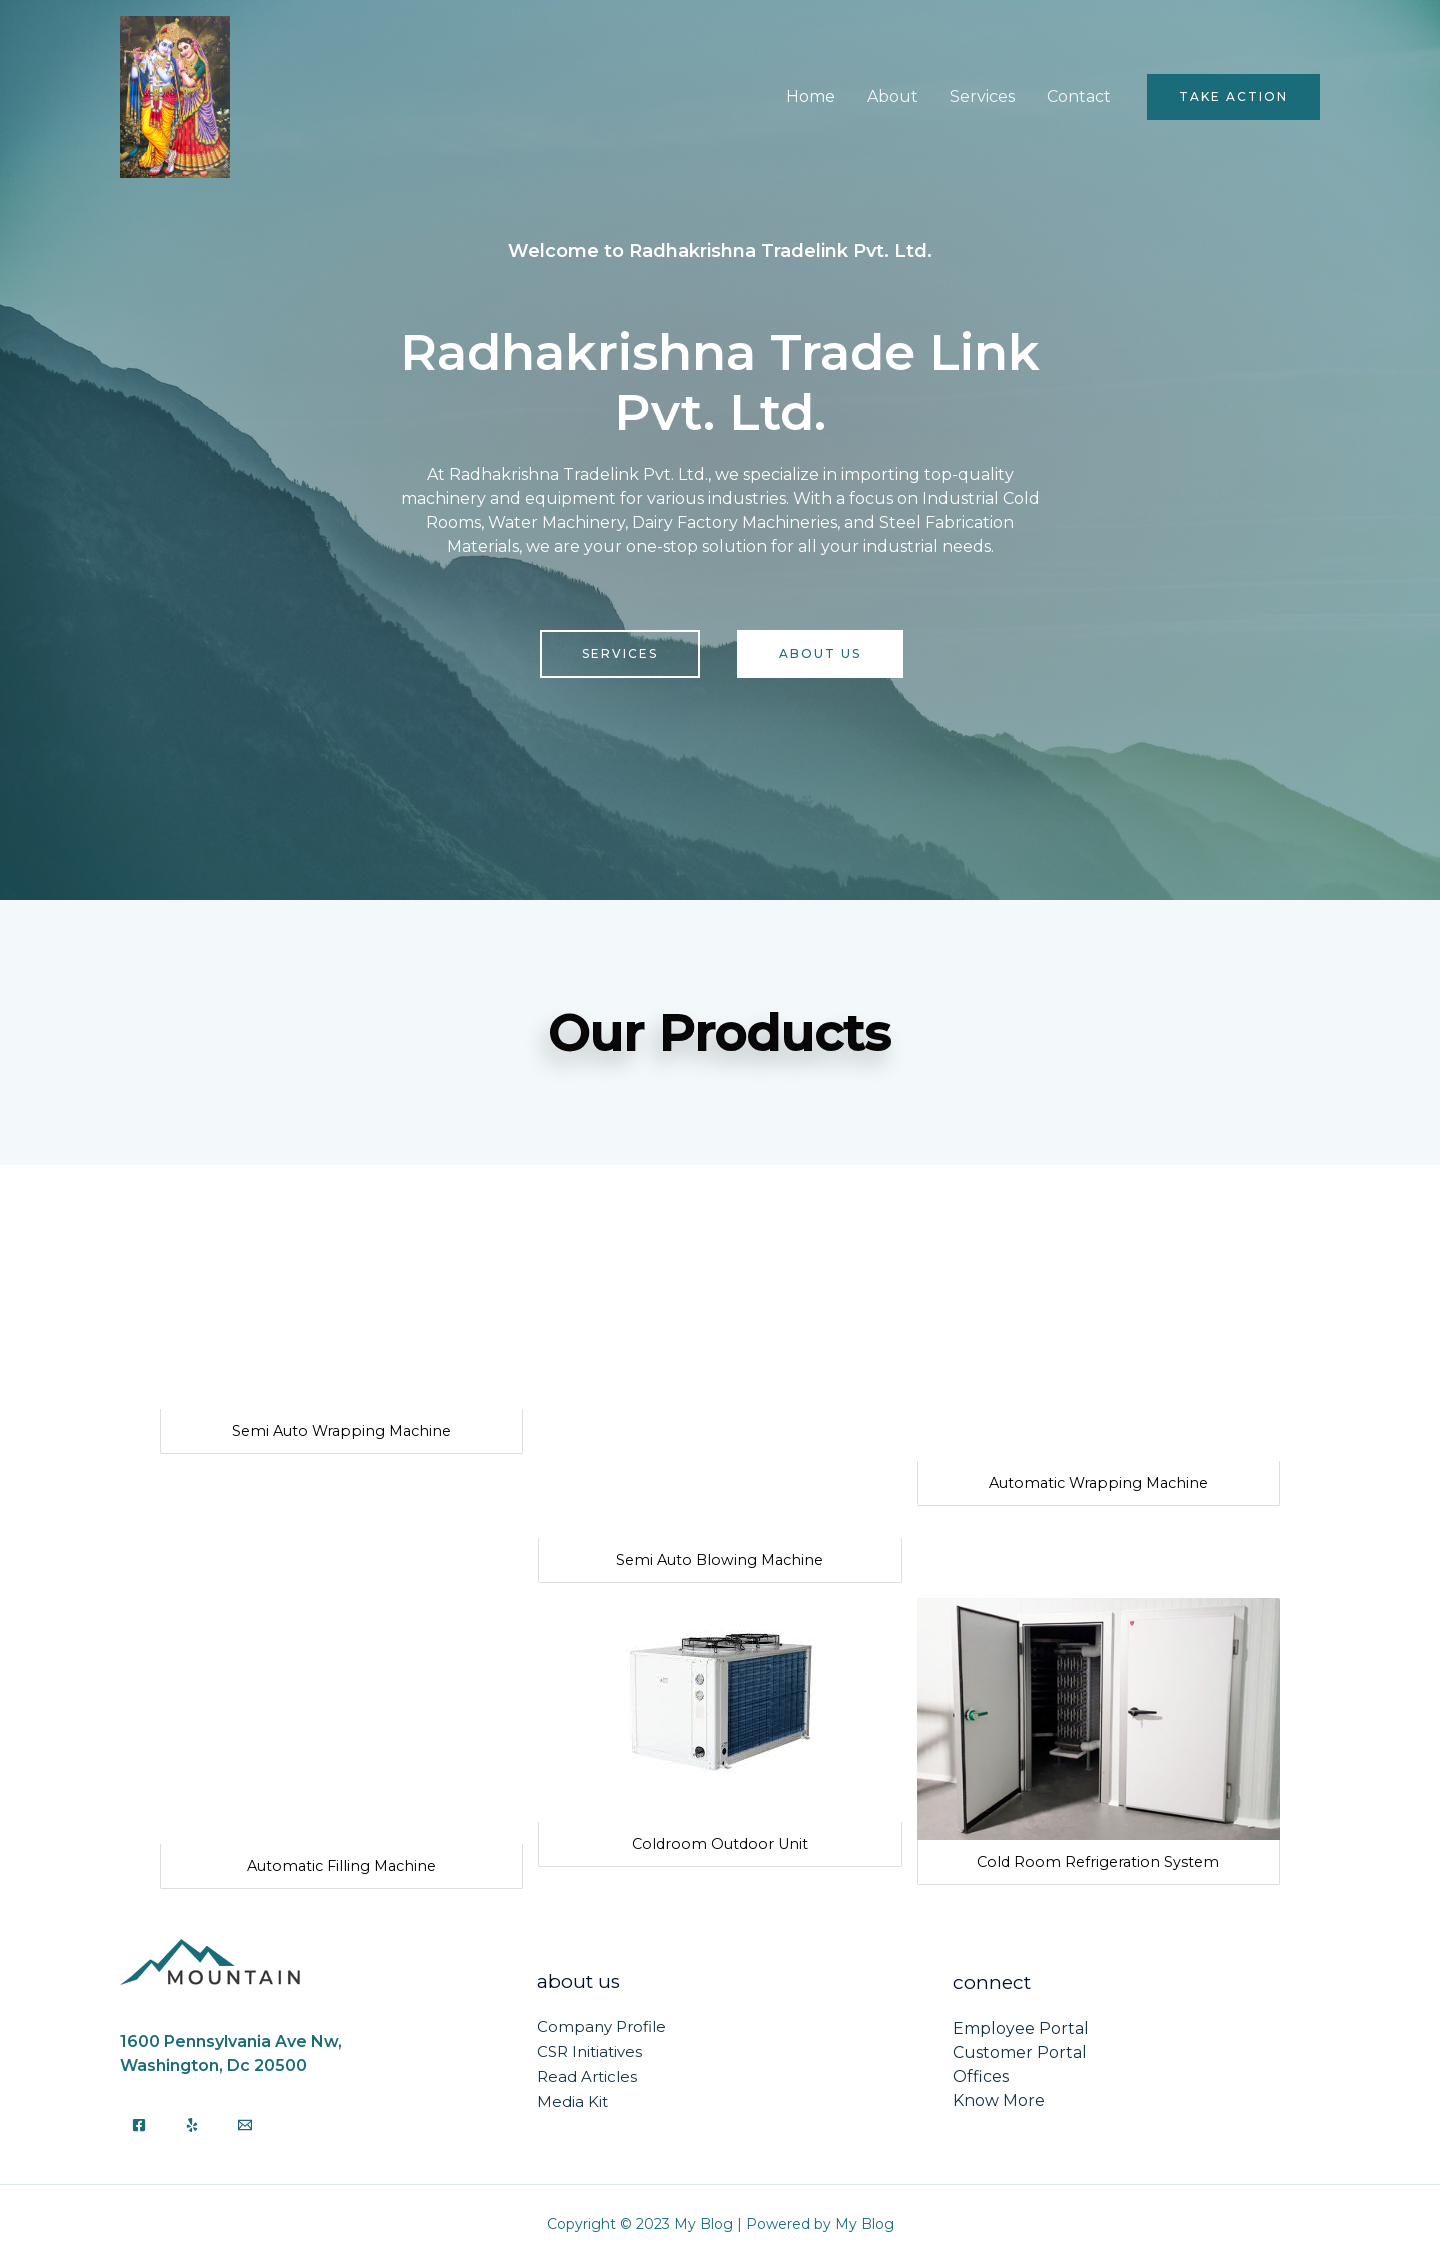 Home
About
Services
Contact
TAKE ACTION
Welcome to Radhakrishna Tradelink Pvt. Ltd.
Radhakrishna Trade Link
Pvt. Ltd.
At Radhakrishna Tradelink Pvt. Ltd., we specialize in importing top-quality
machinery and equipment for various industries. With a focus on Industrial Cold
Rooms, Water Machinery, Dairy Factory Machineries, and Steel Fabrication
Materials, we are your one-stop solution for all your industrial needs.
SERVICES
ABOUT US
Our Products
Semi Auto Wrapping Machine
Automatic Wrapping Machine
Semi Auto Blowing Machine
Coldroom Outdoor Unit
Cold Room Refrigeration System
Automatic Filling Machine
MOUNTAIN
1600 Pennsylvania Ave Nw,
Washington, Dc 20500
about us
Company Profile
CSR Initiatives
Read Articles
Media Kit
connect
Employee Portal
Customer Portal
Offices
Know More
Copyright © 2023 My Blog | Powered by My Blog